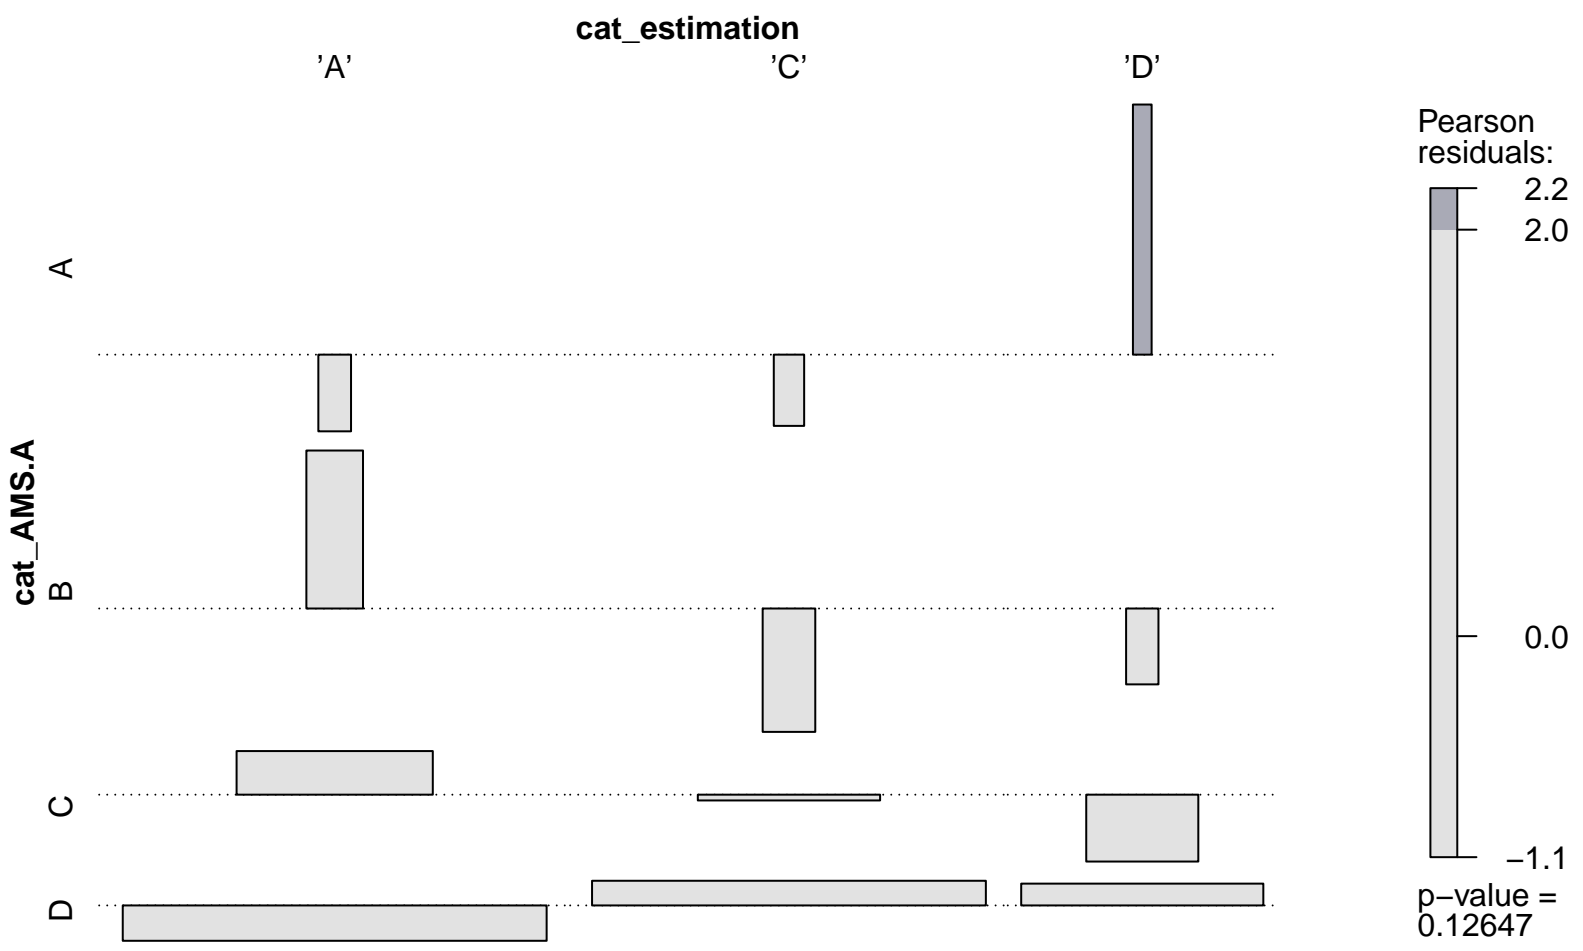 cat_estimation
’A’ ’C’ ’D’
cat_AMS.A
A
B
C
D
Pearson
residuals:
2.2
2.0
0.0
−1.1
p−value =
0.12647